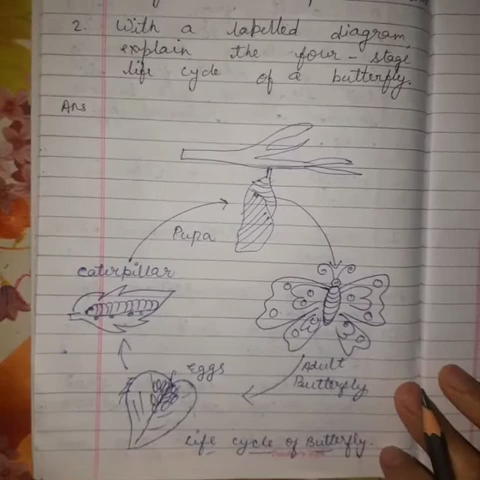 2. With a labelled diagram,
explain the four-stage
life cycle of a butterfly.
Ans
Pupa
Caterpillar
Eggs
Adult
Butterfly
Life cycle of Butterfly.